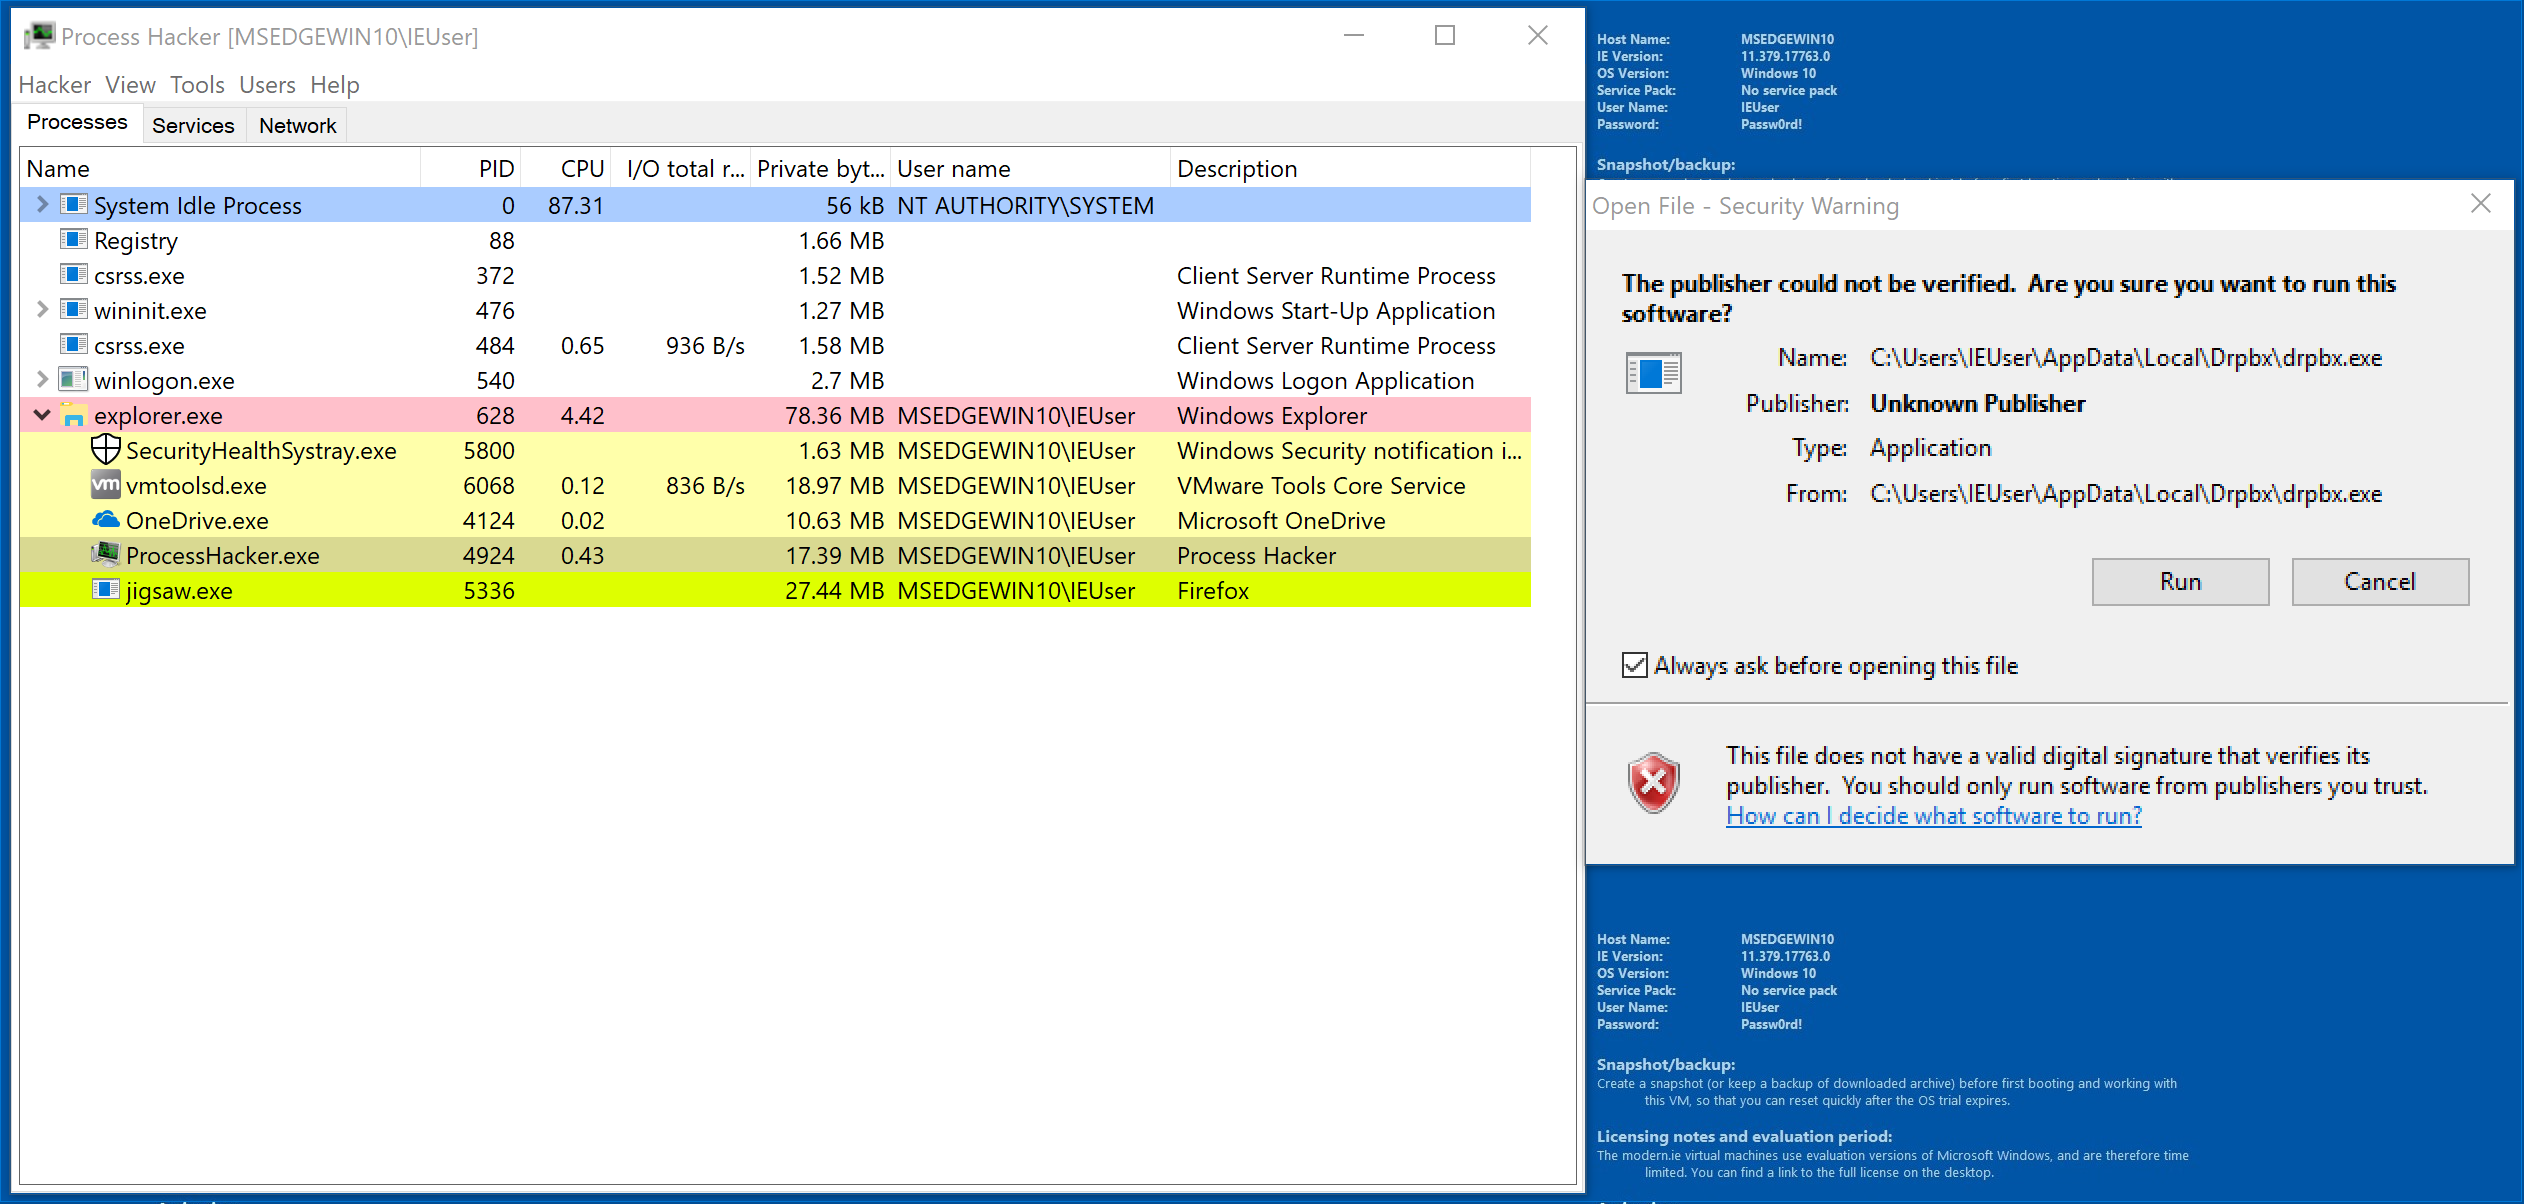 Process Hacker [MSEDGEWIN10\IEUser]
Hacker View Tools Users Help
Processes Services Network
Name PID CPU I/O total r... Private byt... User name Description
System Idle Process 0 87.31 56 kB NT AUTHORITY\SYSTEM
Registry 88 1.66 MB
csrss.exe 372 1.52 MB Client Server Runtime Process
wininit.exe 476 1.27 MB Windows Start-Up Application
csrss.exe 484 0.65 936 B/s 1.58 MB Client Server Runtime Process
winlogon.exe 540 2.7 MB Windows Logon Application
explorer.exe 628 4.42 78.36 MB MSEDGEWIN10\IEUser Windows Explorer
SecurityHealthSystray.exe 5800 1.63 MB MSEDGEWIN10\IEUser Windows Security notification i...
vm vmtoolsd.exe 6068 0.12 836 B/s 18.97 MB MSEDGEWIN10\IEUser VMware Tools Core Service
OneDrive.exe 4124 0.02 10.63 MB MSEDGEWIN10\IEUser Microsoft OneDrive
ProcessHacker.exe 4924 0.43 17.39 MB MSEDGEWIN10\IEUser Process Hacker
jigsaw.exe 5336 27.44 MB MSEDGEWIN10\IEUser Firefox
Host Name: MSEDGEWIN10
IE Version: 11.379.17763.0
OS Version: Windows 10
Service Pack: No service pack
User Name: IEUser
Password: Passw0rd!
Snapshot/backup:
Open File - Security Warning
The publisher could not be verified. Are you sure you want to run this
software?
Name: C:\Users\IEUser\AppData\Local\Drpbx\drpbx.exe
Publisher: Unknown Publisher
Type: Application
From: C:\Users\IEUser\AppData\Local\Drpbx\drpbx.exe
Run Cancel
Always ask before opening this file
This file does not have a valid digital signature that verifies its
publisher. You should only run software from publishers you trust.
How can I decide what software to run?
Host Name: MSEDGEWIN10
IE Version: 11.379.17763.0
OS Version: Windows 10
Service Pack: No service pack
User Name: IEUser
Password: Passw0rd!
Snapshot/backup:
Create a snapshot (or keep a backup of downloaded archive) before first booting and working with
this VM, so that you can reset quickly after the OS trial expires.
Licensing notes and evaluation period:
The modern.ie virtual machines use evaluation versions of Microsoft Windows, and are therefore time
limited. You can find a link to the full license on the desktop.